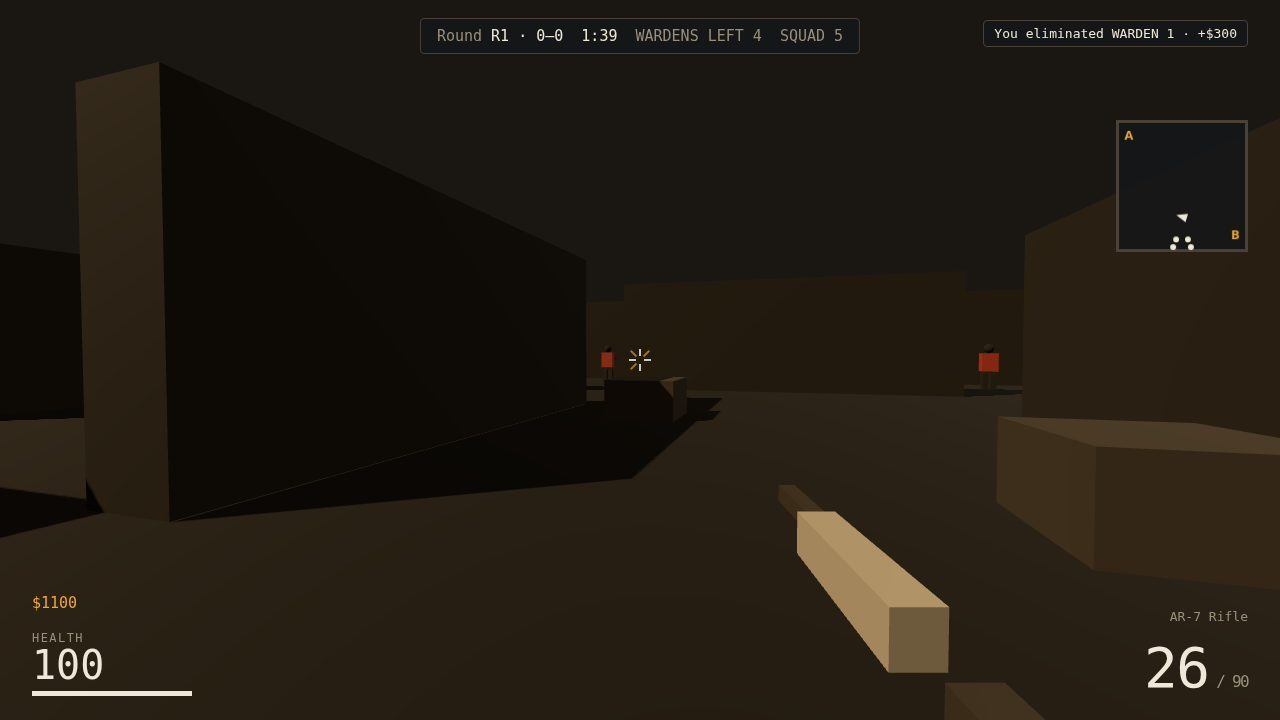 Round R1 · 0–0 1:39 WARDENS LEFT 4 SQUAD 5
You eliminated WARDEN 1 · +$300
A
B
$1100
HEALTH
100
AR-7 Rifle
26 / 90